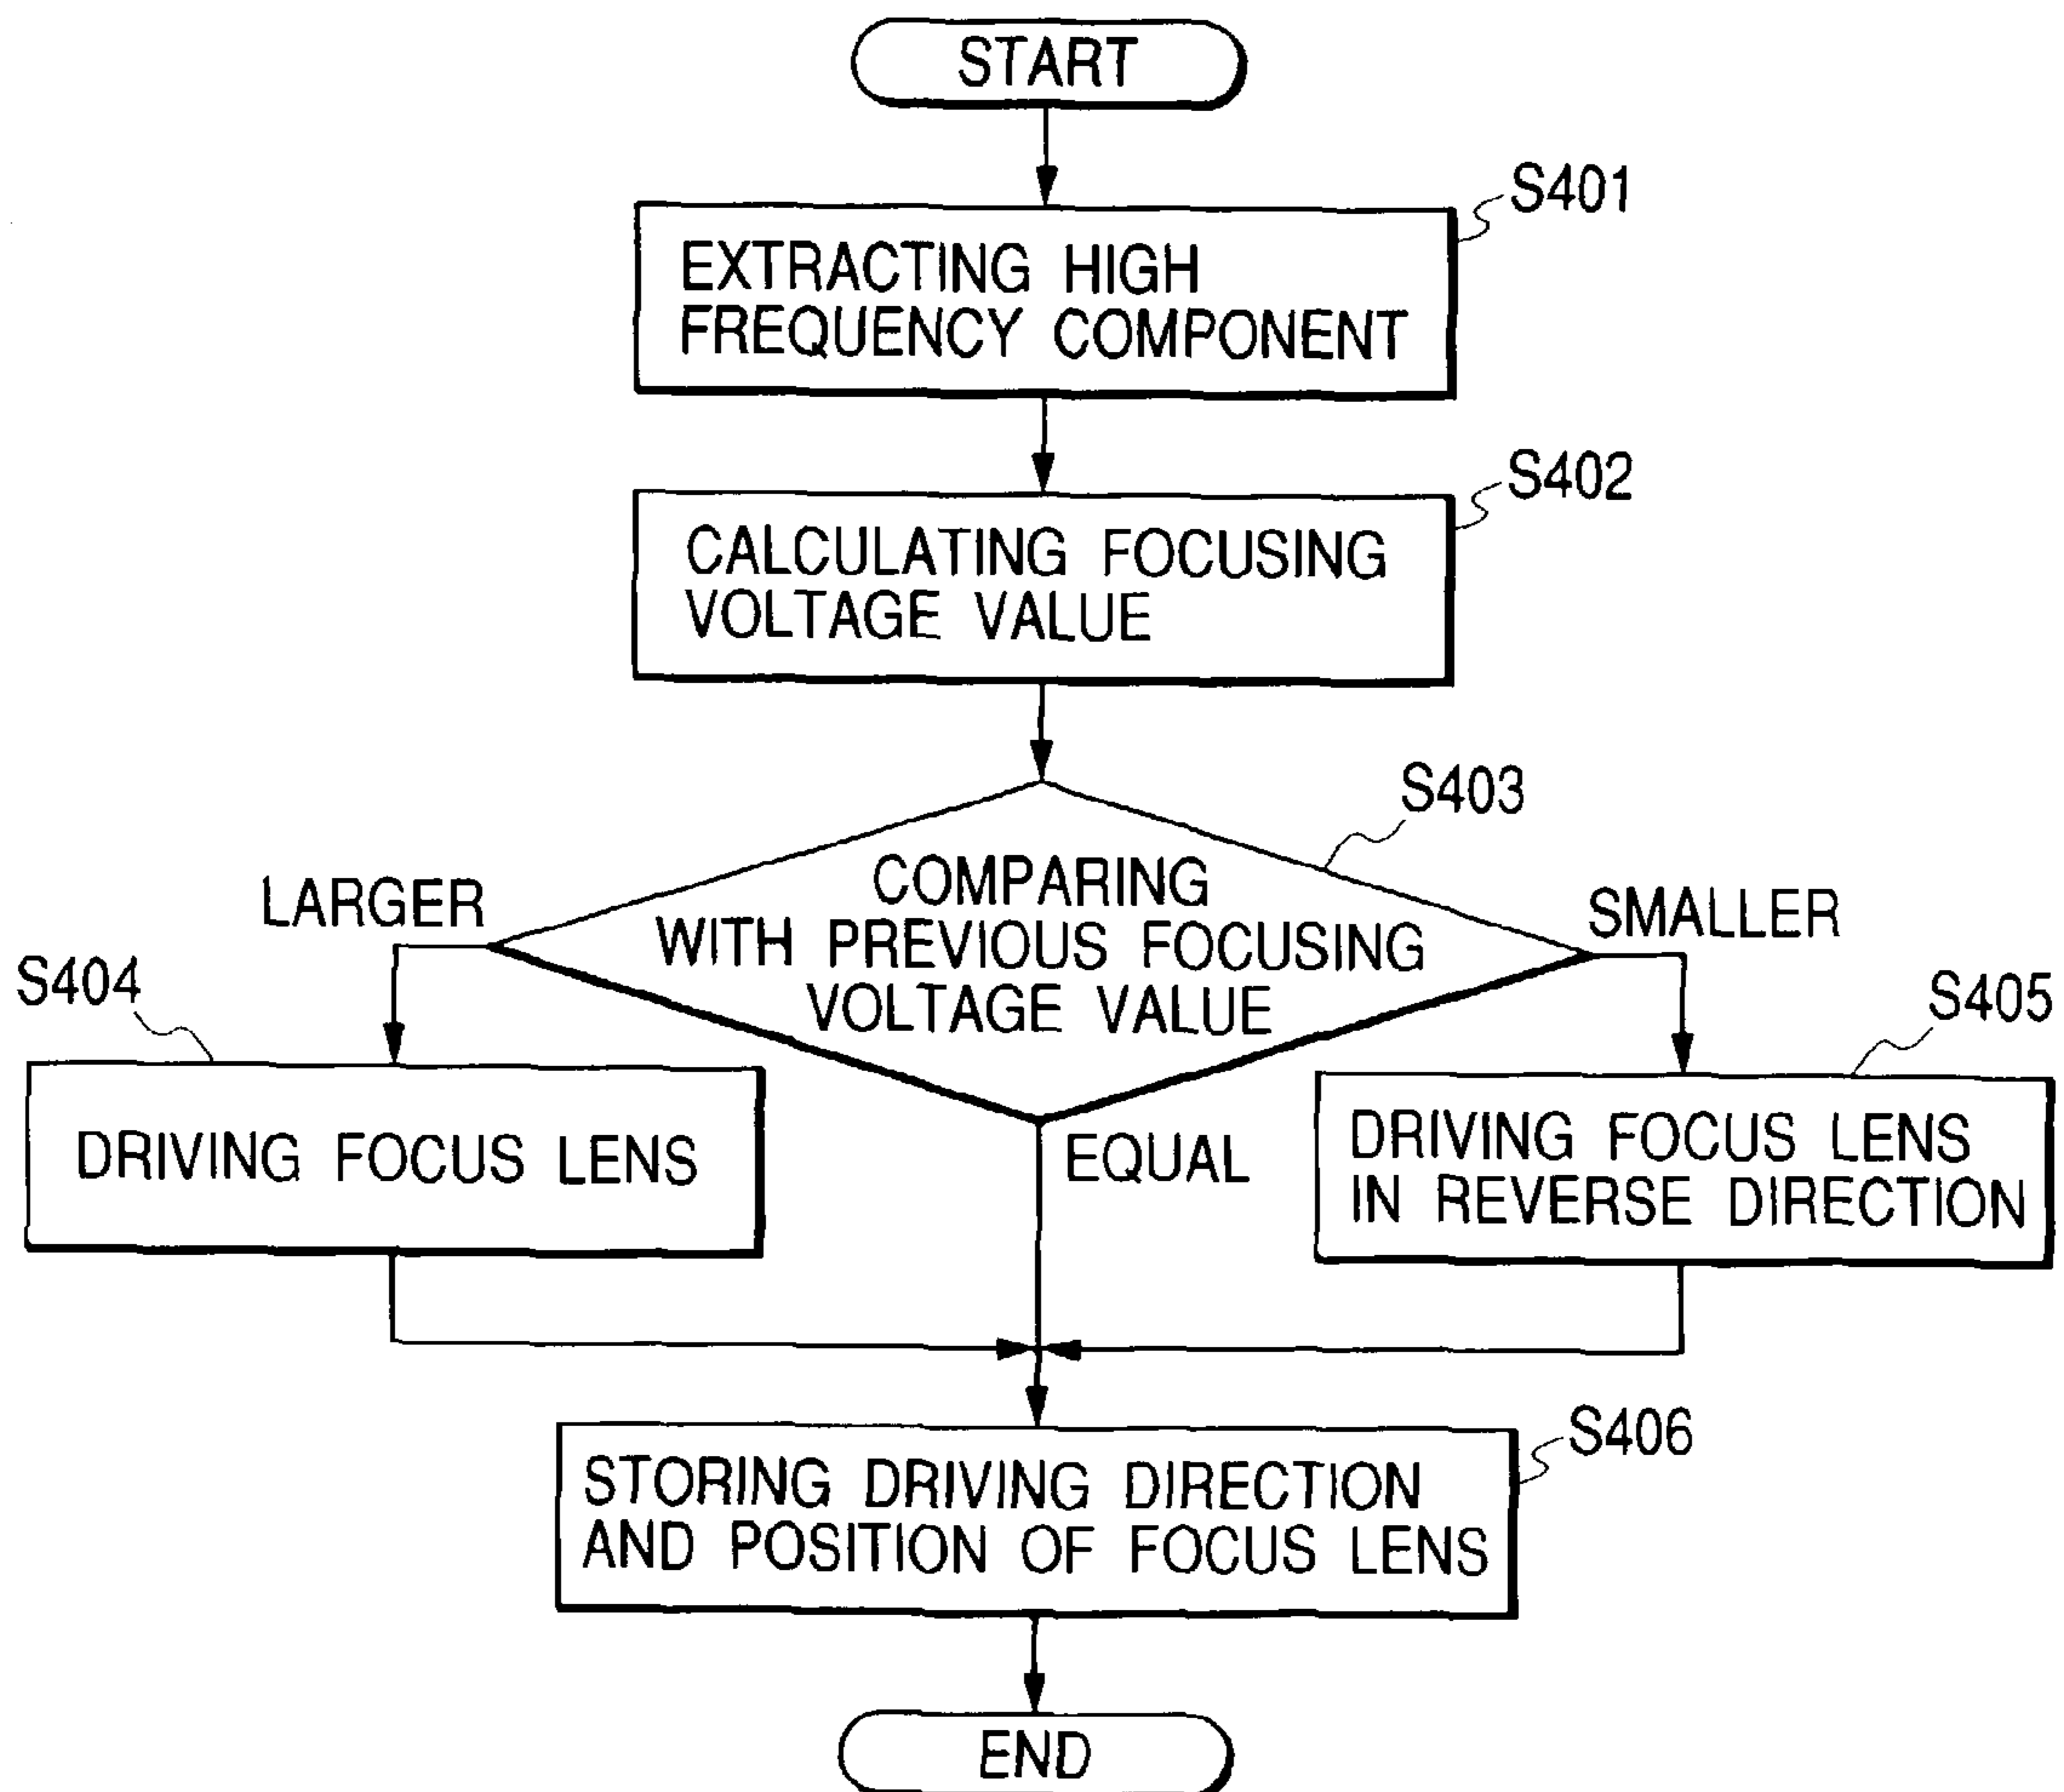 START
S401
EXTRACTING HIGH
FREQUENCY COMPONENT
S402
CALCULATING FOCUSING
VOLTAGE VALUE
S403
COMPARING
WITH PREVIOUS FOCUSING
VOLTAGE VALUE
LARGER
SMALLER
S404
S405
DRIVING FOCUS LENS
EQUAL
DRIVING FOCUS LENS
IN REVERSE DIRECTION
S406
STORING DRIVING DIRECTION
AND POSITION OF FOCUS LENS
END